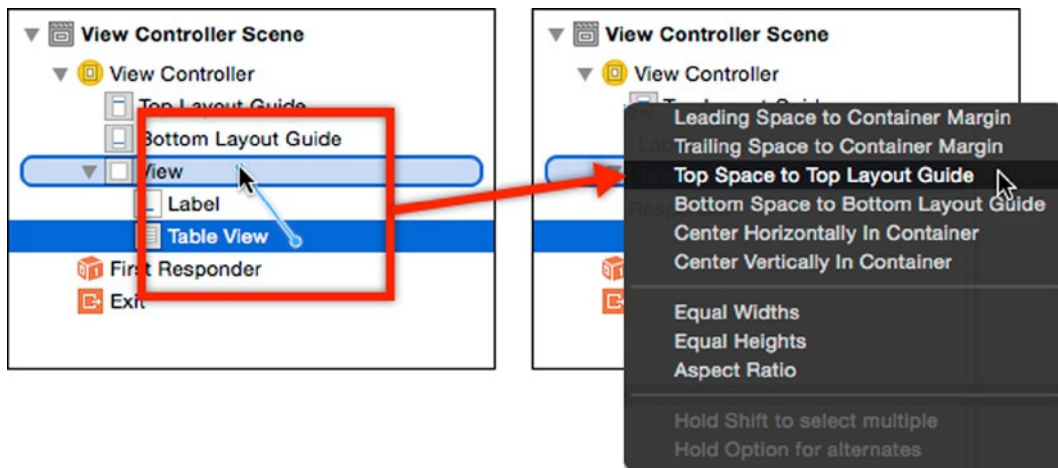 View Controller Scene
View Controller
Top Layout Guide
Bottom Layout Guide
View
Label
Table View
First Responder
Exit
View Controller Scene
View Controller
Leading Space to Container Margin
Trailing Space to Container Margin
Top Space to Top Layout Guide
Bottom Space to Bottom Layout Guide
Center Horizontally In Container
Center Vertically In Container
Equal Widths
Equal Heights
Aspect Ratio
Hold Shift to select multiple
Hold Option for alternates